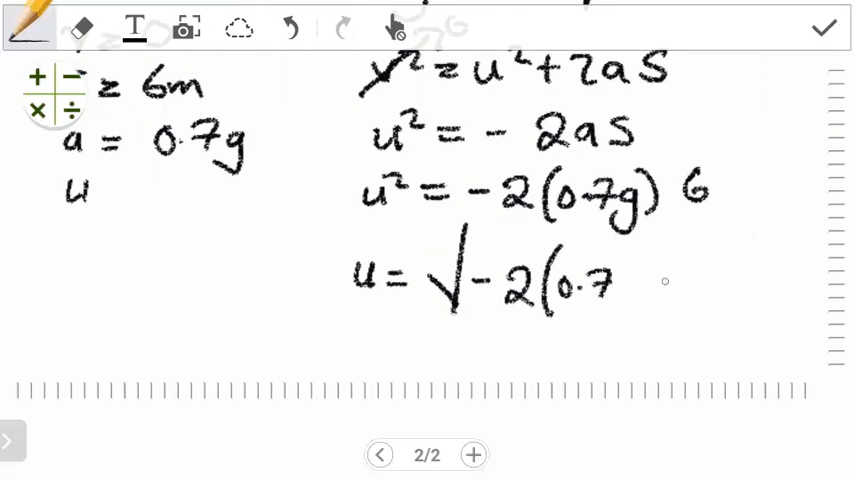 T
= 6m
v² = u² + 2aS
a = 0.7g
u² = - 2aS
u
u² = -2(0.7g) 6
u = √-2(0.7
2/2